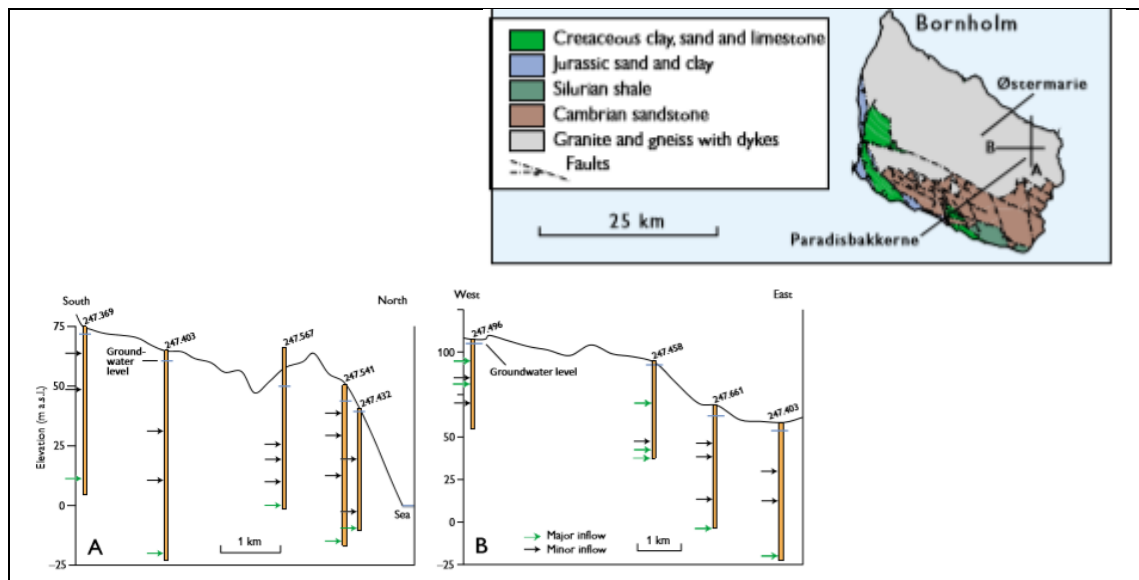 Bornholm
Cretaceous clay, sand and limestone
Jurassic sand and clay
Silurian shale
Cambrian sandstone
Granite and gneiss with dykes
Faults
25 km
Østermarie
B
A
Paradisbakkerne
South
North
247.369
247.403
247.567
247.541
247.432
Ground-
water
level
Elevation (m a.s.l.)
75
50
25
0
−25
A
1 km
Sea
West
East
247.496
247.458
247.661
247.403
Groundwater level
100
75
50
25
0
−25
B
1 km
Major inflow
Minor inflow